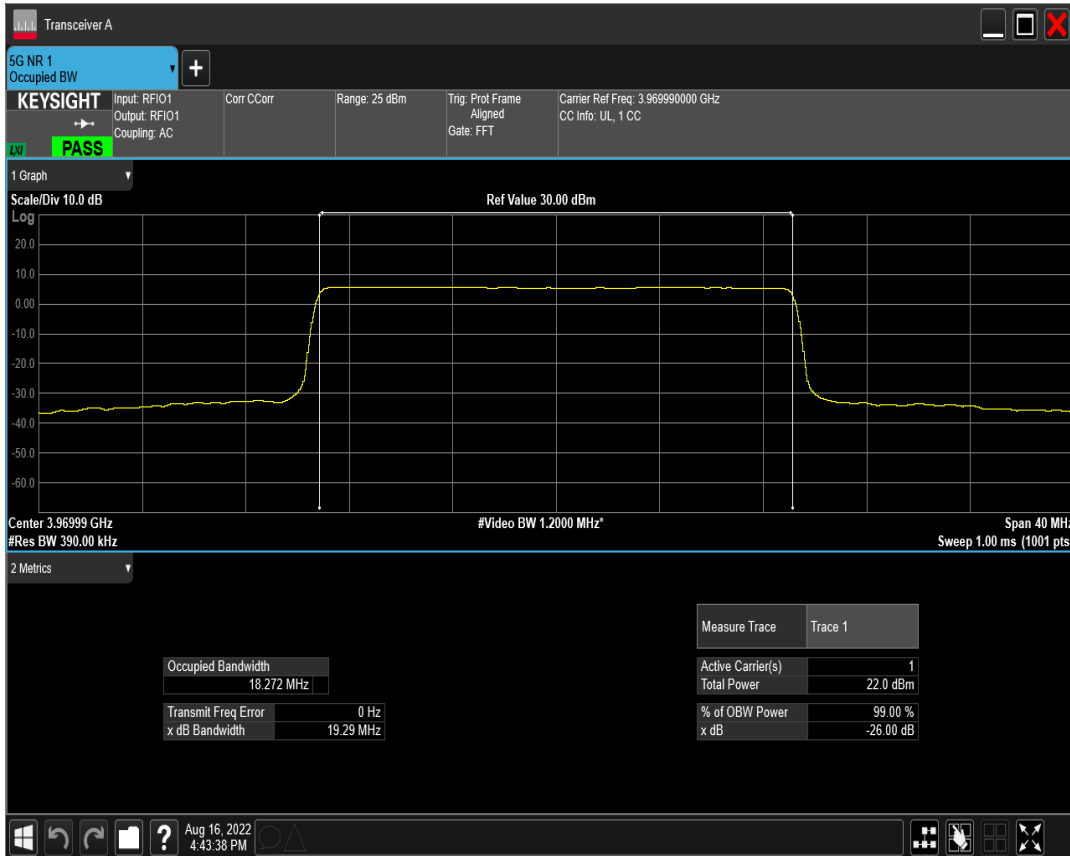 Transceiver A
5G NR 1
Occupied BW
+
KEYSIGHT
LXI PASS
Input: RFIO1
Output: RFIO1
Coupling: AC
Corr CCorr
Range: 25 dBm
Trig: Prot Frame
Aligned
Gate: FFT
Carrier Ref Freq: 3.969990000 GHz
CC Info: UL, 1 CC
1 Graph
Scale/Div 10.0 dB
Ref Value 30.00 dBm
Log
20.0
10.0
0.00
-10.0
-20.0
-30.0
-40.0
-50.0
-60.0
Center 3.96999 GHz
#Video BW 1.2000 MHz*
Span 40 MHz
#Res BW 390.00 kHz
Sweep 1.00 ms (1001 pts
2 Metrics
Measure Trace Trace 1
Occupied Bandwidth
18.272 MHz
Active Carrier(s) 1
Total Power 22.0 dBm
Transmit Freq Error 0 Hz
x dB Bandwidth 19.29 MHz
% of OBW Power 99.00 %
x dB -26.00 dB
?
Aug 16, 2022
4:43:38 PM